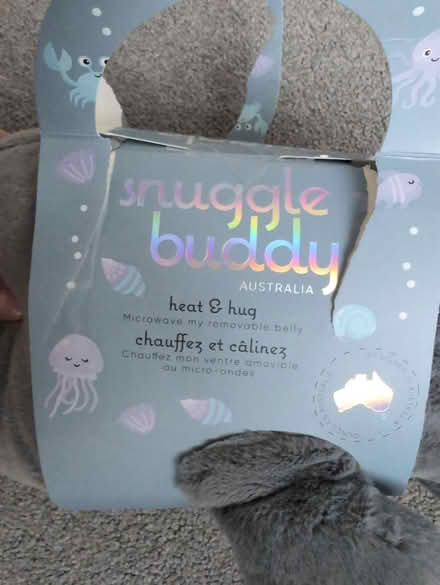 snuggle
buddy
AUSTRALIA
heat & hug
Microwave my removable belly
chauffez et câlinez
Chauffez mon ventre amovible
au micro-ondes